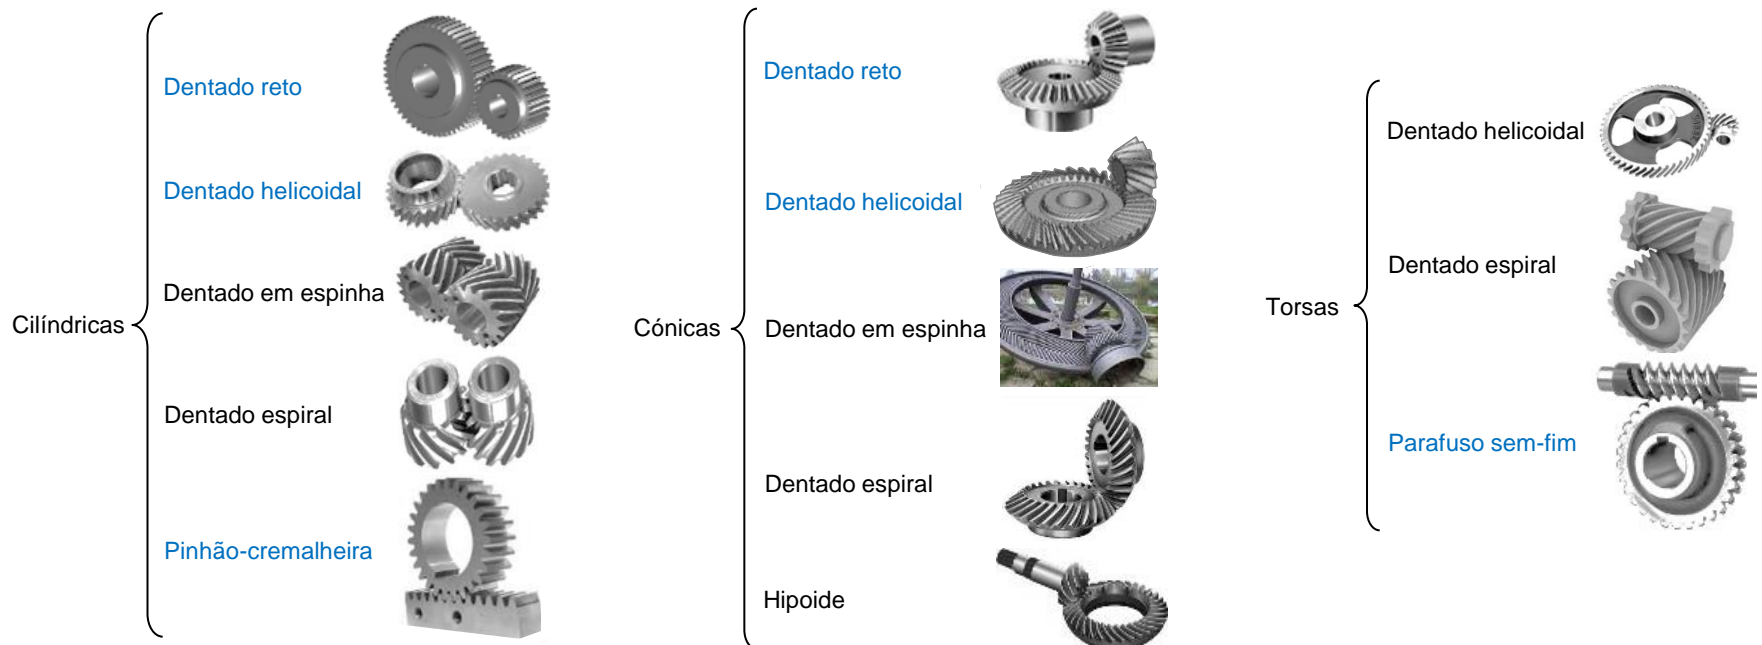 Cilíndricas
Dentado reto
Dentado helicoidal
Dentado em espinha
Dentado espiral
Pinhão-cremalheira
Cónicas
Dentado reto
Dentado helicoidal
Dentado em espinha
Dentado espiral
Hipoide
Torsas
Dentado helicoidal
Dentado espiral
Parafuso sem-fim